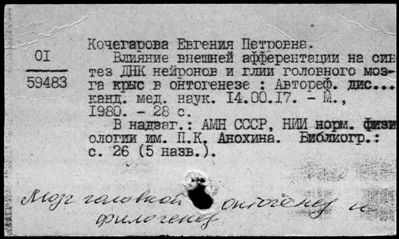 Кочегарова Евгения Петровна.
OI
59483
Влияние внешней афферентации на син
тез ДНК нейронов и глии головного моз-
га крыс в онтогенезе : Автореф. дис...
канд. мед. наук. 14.00.17. - М.,
1980. - 28 с.
В надзаг.: АМН СССР, НИИ норм. физи
ологии им. П.К. Анохина. Библиогр.:
с. 26 (5 назв.).
Мозг головной онтогенез и
филогенез